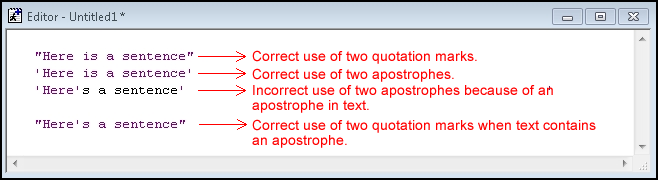 Editor - Untitled1 *
"Here is a sentence" Correct use of two quotation marks.
'Here is a sentence' Correct use of two apostrophes.
'Here's a sentence' Incorrect use of two apostrophes because of an
apostrophe in text.
"Here's a sentence" Correct use of two quotation marks when text contains
an apostrophe.